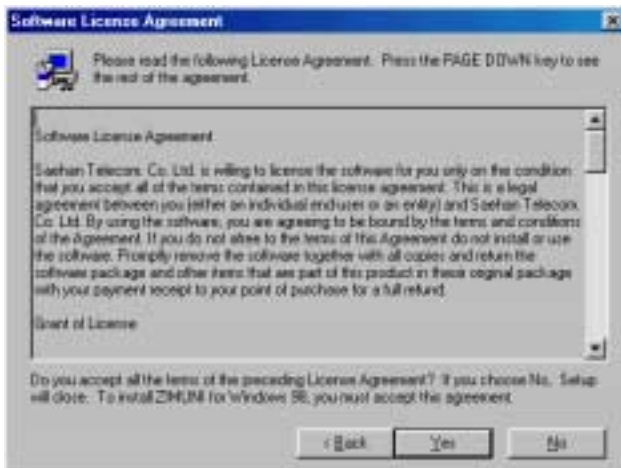 Software License Agreement
Please read the following License Agreement. Press the PAGE DOWN key to see
the rest of the agreement.
Software License Agreement
Saehan Telecom. Co. Ltd. is willing to license the software for you only on the condition
that you accept all of the terms contained in this license agreement. This is a legal
agreement between you (either an individual end-user or an entity) and Saehan Telecom.
Co. Ltd. By using the software, you are agreeing to be bound by the terms and conditions
of the Agreement. If you do not afree to the terms of this Agreement do not install or use
the software. Promptly remove the software together with all copies and return the
software package and other items that are part of this product in these original package
with your payment receipt to your point of purchase for a full refund.
Grant of License
Do you accept all the terms of the preceding License Agreement? If you choose No, Setup
will close. To install ZIMUNI for Windows 98, you must accept this agreement.
< Back
Yes
No